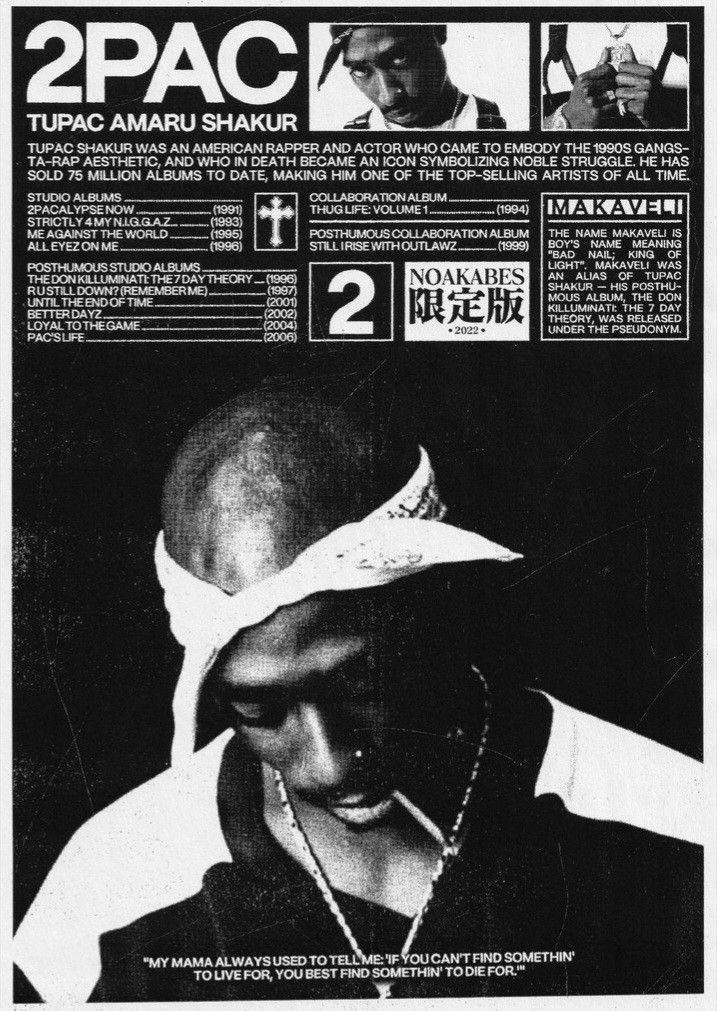 2PAC
TUPAC AMARU SHAKUR
TUPAC SHAKUR WAS AN AMERICAN RAPPER AND ACTOR WHO CAME TO EMBODY THE 1990S GANGS-
TA-RAP AESTHETIC, AND WHO IN DEATH BECAME AN ICON SYMBOLIZING NOBLE STRUGGLE. HE HAS
SOLD 75 MILLION ALBUMS TO DATE, MAKING HIM ONE OF THE TOP-SELLING ARTISTS OF ALL TIME.
STUDIO ALBUMS
2PACALYPSE NOW (1991)
STRICTLY 4 MY N.I.G.G.A.Z. (1993)
ME AGAINST THE WORLD (1995)
ALL EYEZ ON ME (1996)
POSTHUMOUS STUDIO ALBUMS
THE DON KILLUMINATI: THE 7 DAY THEORY (1996)
R U STILL DOWN? (REMEMBER ME) (1997)
UNTIL THE END OF TIME (2001)
BETTER DAYZ (2002)
LOYAL TO THE GAME (2004)
PAC'S LIFE (2006)
COLLABORATION ALBUM
THUG LIFE: VOLUME 1 (1994)
POSTHUMOUS COLLABORATION ALBUM
STILL I RISE WITH OUTLAWZ (1999)
2
NOAKABES
限定版
• 2022 •
MAKAVELI
THE NAME MAKAVELI IS
BOY'S NAME MEANING
"BAD NAIL; KING OF
LIGHT". MAKAVELI WAS
AN ALIAS OF TUPAC
SHAKUR — HIS POSTHU-
MOUS ALBUM, THE DON
KILLUMINATI: THE 7 DAY
THEORY, WAS RELEASED
UNDER THE PSEUDONYM.
"MY MAMA ALWAYS USED TO TELL ME: 'IF YOU CAN'T FIND SOMETHIN'
TO LIVE FOR, YOU BEST FIND SOMETHIN' TO DIE FOR.'"